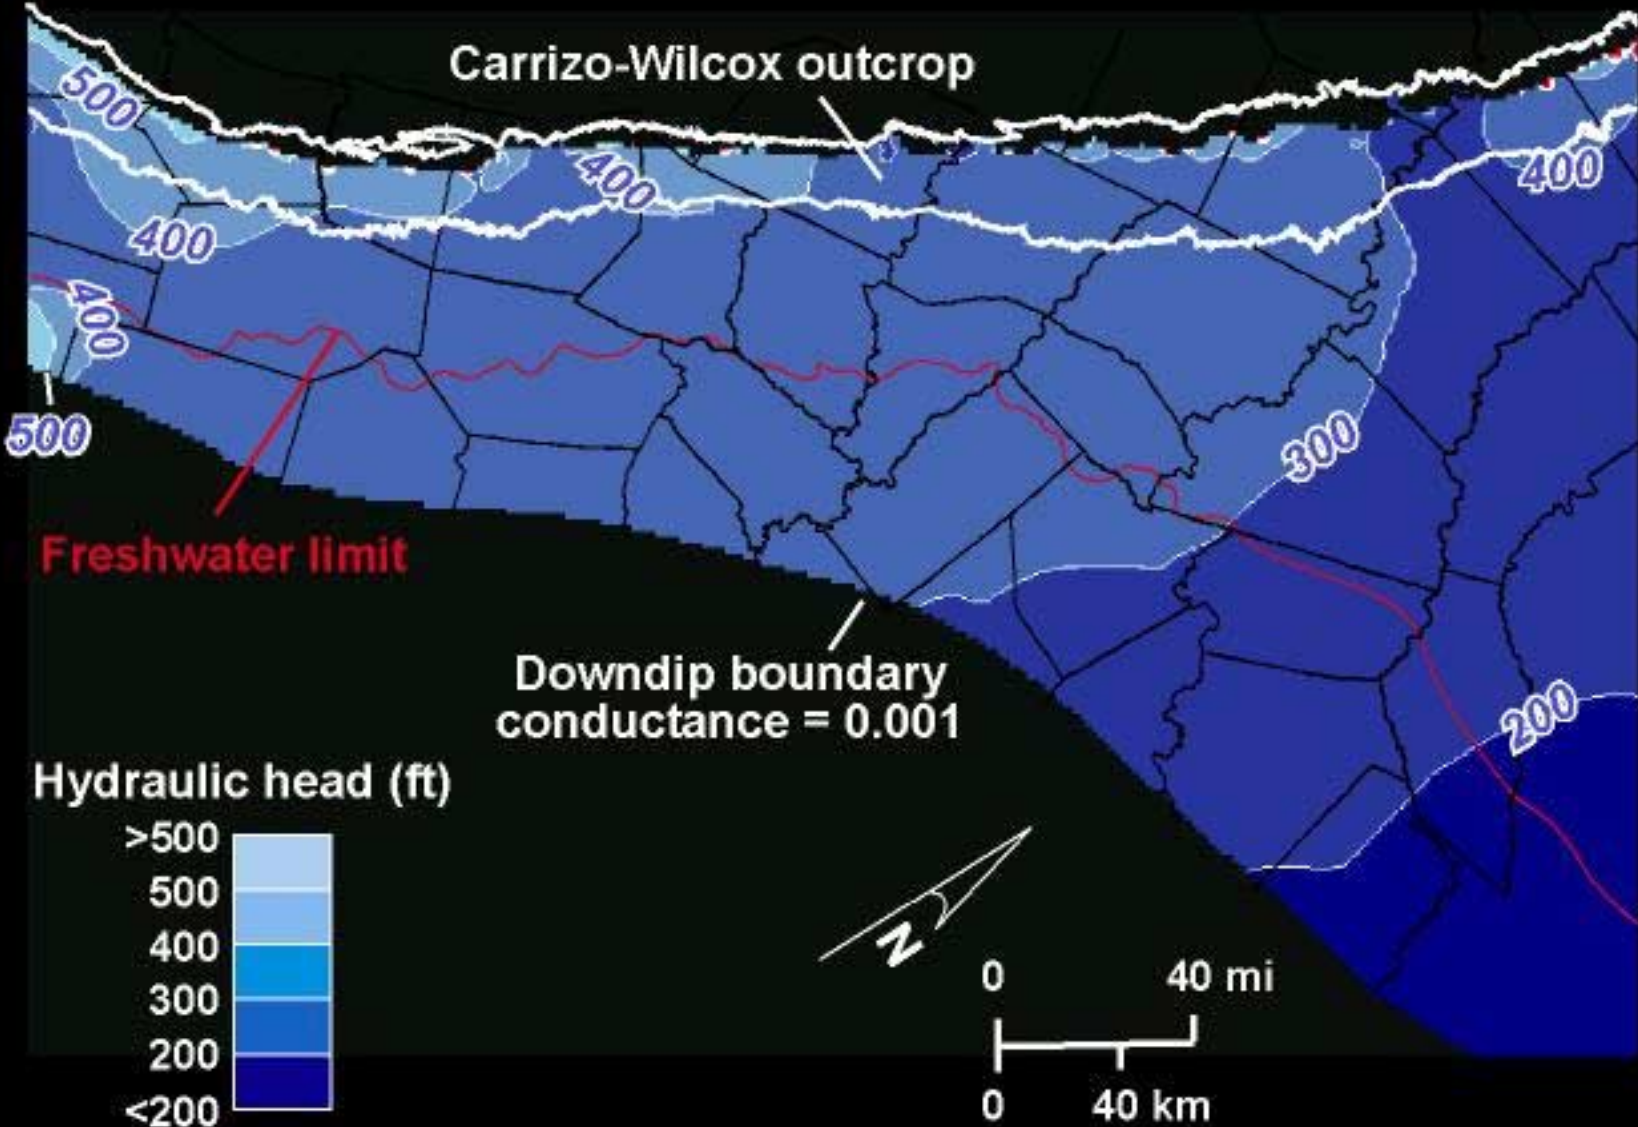 Carrizo-Wilcox outcrop
500
400
400
400
400
500
300
Freshwater limit
Downdip boundary
conductance = 0.001
200
Hydraulic head (ft)
>500
500
400
300
200
<200
N
0 40 mi
0 40 km